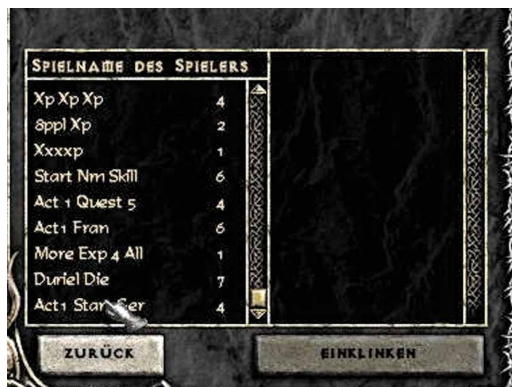 Spielname des Spielers
Xp Xp Xp 4
8ppl Xp 2
Xxxxp 1
Start Nm Skill 6
Act 1 Quest 5 4
Act1 Fran 6
More Exp 4 All 1
Duriel Die 7
Act1 4
ZURÜCK
EINKLINKEN